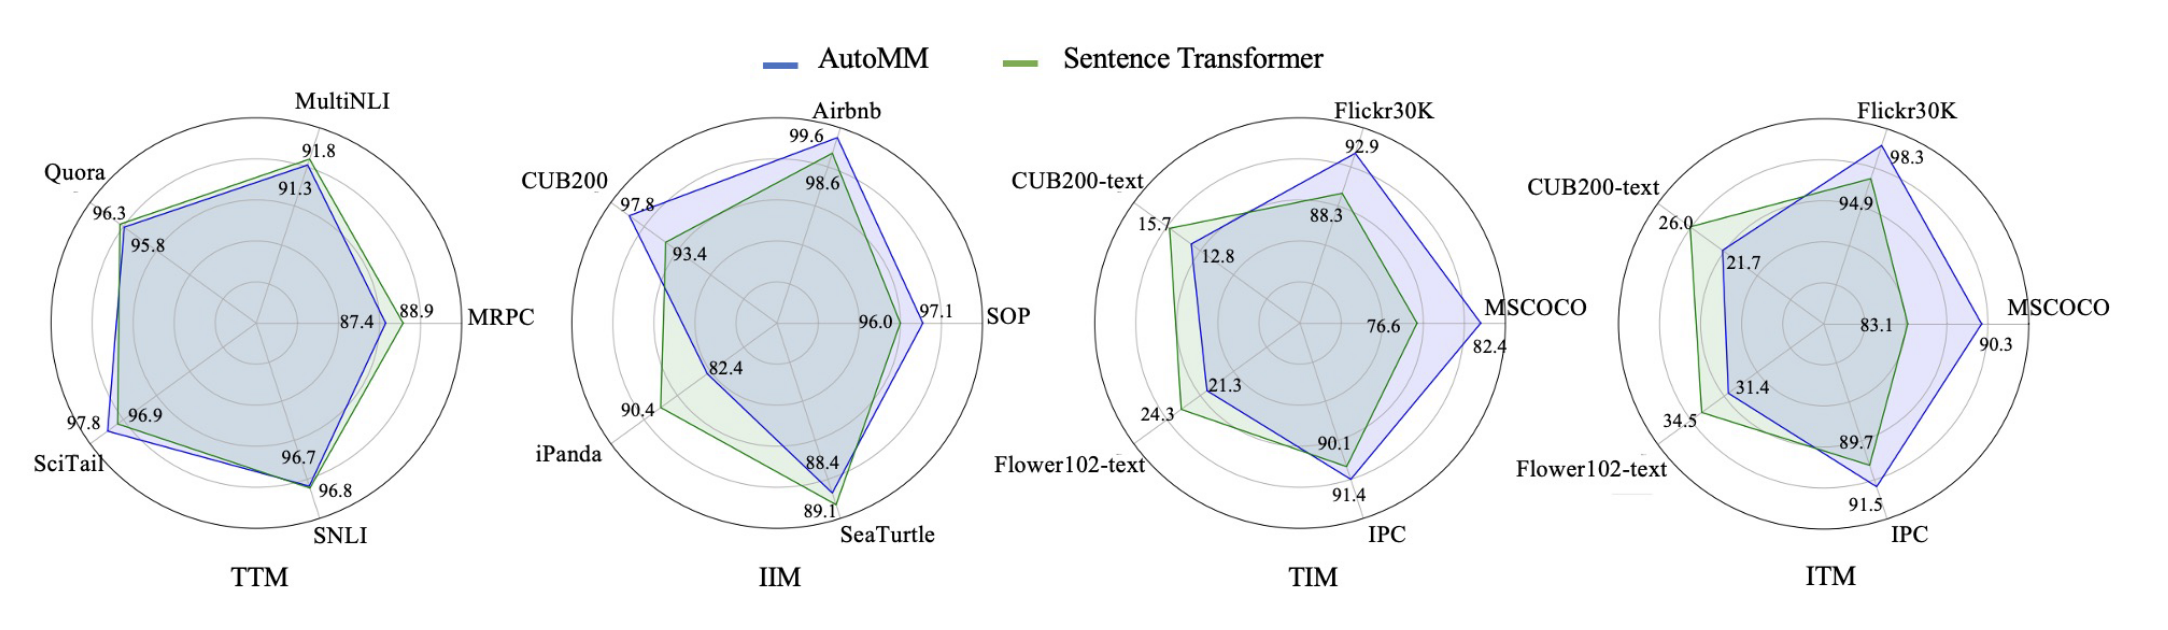 AutoMM
Sentence Transformer
MultiNLI
91.8
91.3
Quora
96.3
95.8
87.4
88.9
MRPC
97.8
96.9
SciTail
96.7
96.8
SNLI
TTM
Airbnb
99.6
98.6
CUB200
97.8
93.4
96.0
97.1
SOP
82.4
90.4
iPanda
88.4
89.1
SeaTurtle
IIM
Flickr30K
92.9
88.3
CUB200-text
15.7
12.8
76.6
MSCOCO
82.4
21.3
24.3
Flower102-text
90.1
91.4
IPC
TIM
Flickr30K
98.3
94.9
CUB200-text
26.0
21.7
83.1
MSCOCO
90.3
31.4
34.5
Flower102-text
89.7
91.5
IPC
ITM